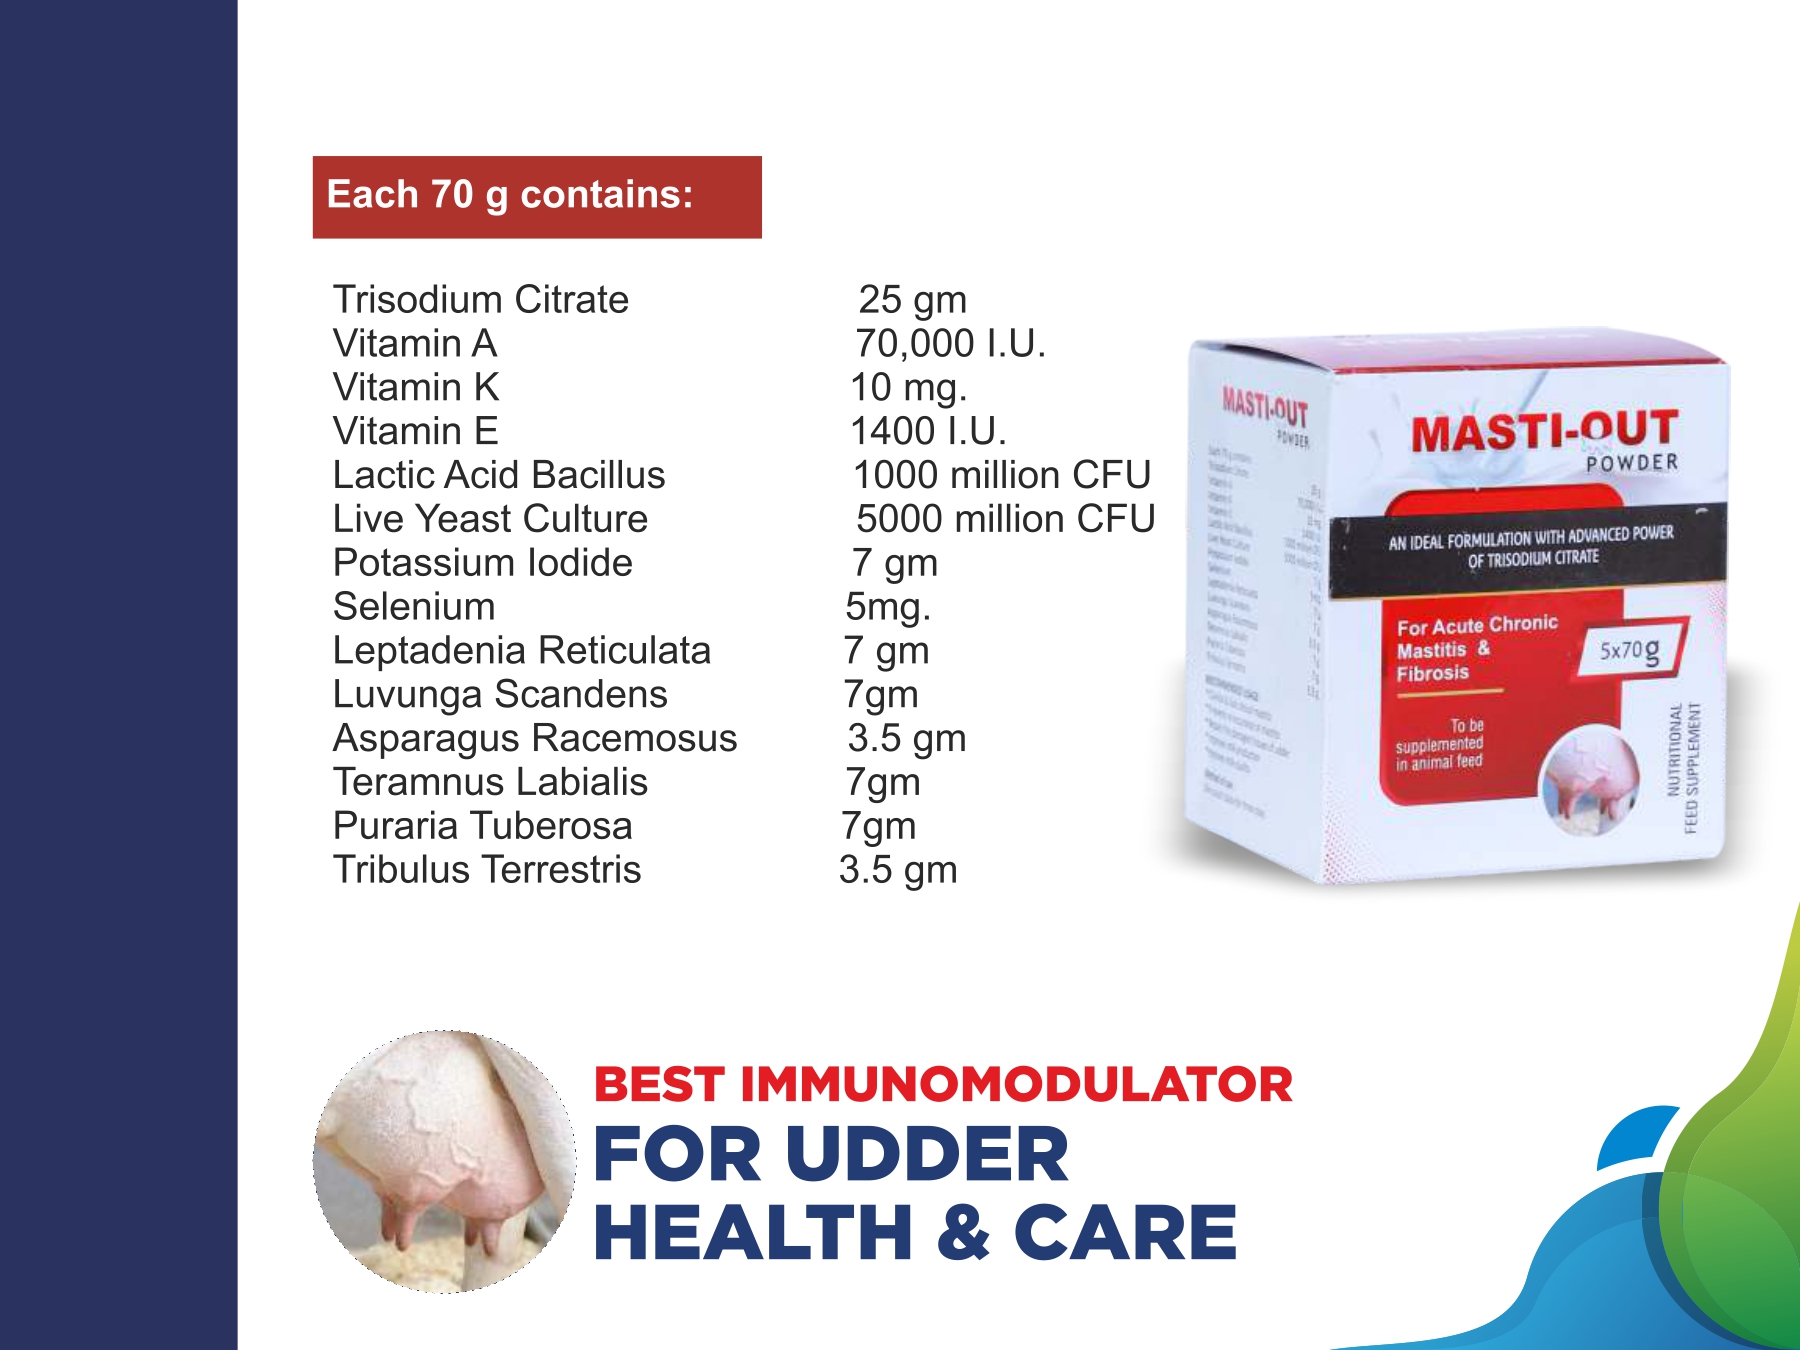 Each 70 g contains:
Trisodium Citrate 25 gm
Vitamin A 70,000 I.U.
Vitamin K 10 mg.
Vitamin E 1400 I.U.
Lactic Acid Bacillus 1000 million CFU
Live Yeast Culture 5000 million CFU
Potassium Iodide 7 gm
Selenium 5mg.
Leptadenia Reticulata 7 gm
Luvunga Scandens 7gm
Asparagus Racemosus 3.5 gm
Teramnus Labialis 7gm
Puraria Tuberosa 7gm
Tribulus Terrestris 3.5 gm
MASTI-OUT
POWDER
MASTI-OUT
POWDER
AN IDEAL FORMULATION WITH ADVANCED POWER
OF TRISODIUM CITRATE
For Acute Chronic
Mastitis &
Fibrosis
5x70g
To be
supplemented
in animal feed
NUTRITIONAL
FEED SUPPLEMENT
BEST IMMUNOMODULATOR
FOR UDDER
HEALTH & CARE